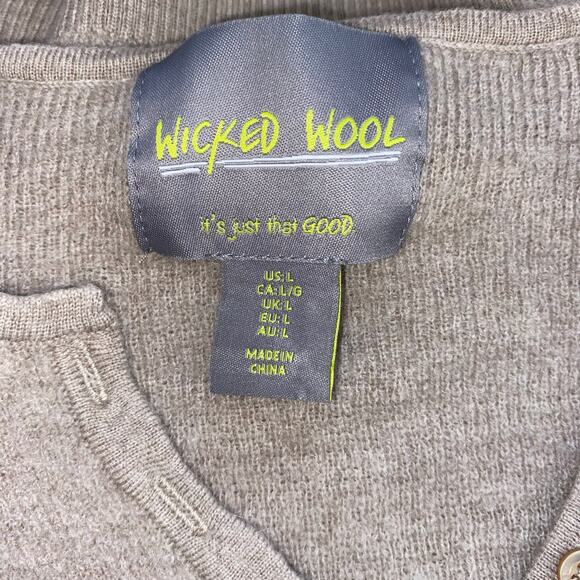 WICKED WOOL
it's just that GOOD.
US: L
CA: L/G
UK: L
EU: L
AU: L
MADE IN
CHINA